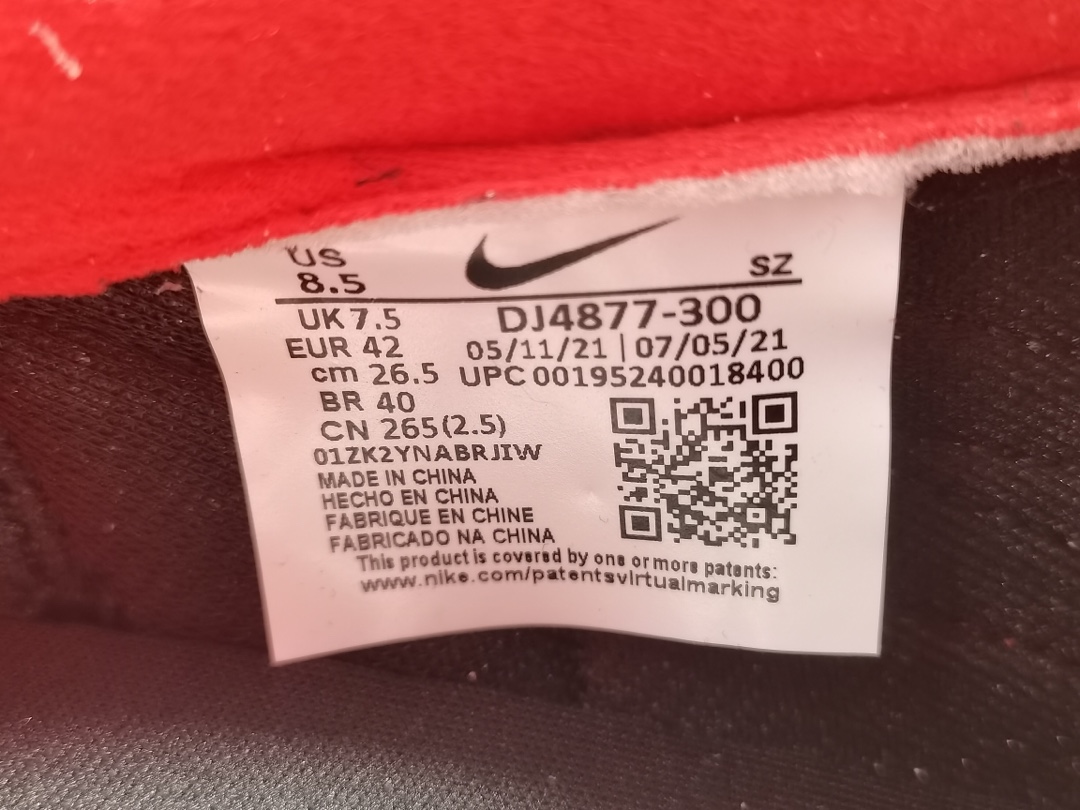 US
8.5
SZ
UK 7.5
DJ4877-300
EUR 42
05/11/21 | 07/05/21
cm 26.5
UPC 00195240018400
BR 40
CN 265(2.5)
01ZK2YNABRJIW
MADE IN CHINA
HECHO EN CHINA
FABRIQUE EN CHINE
FABRICADO NA CHINA
This product is covered by one or more patents:
www.nike.com/patentsvirtualmarking